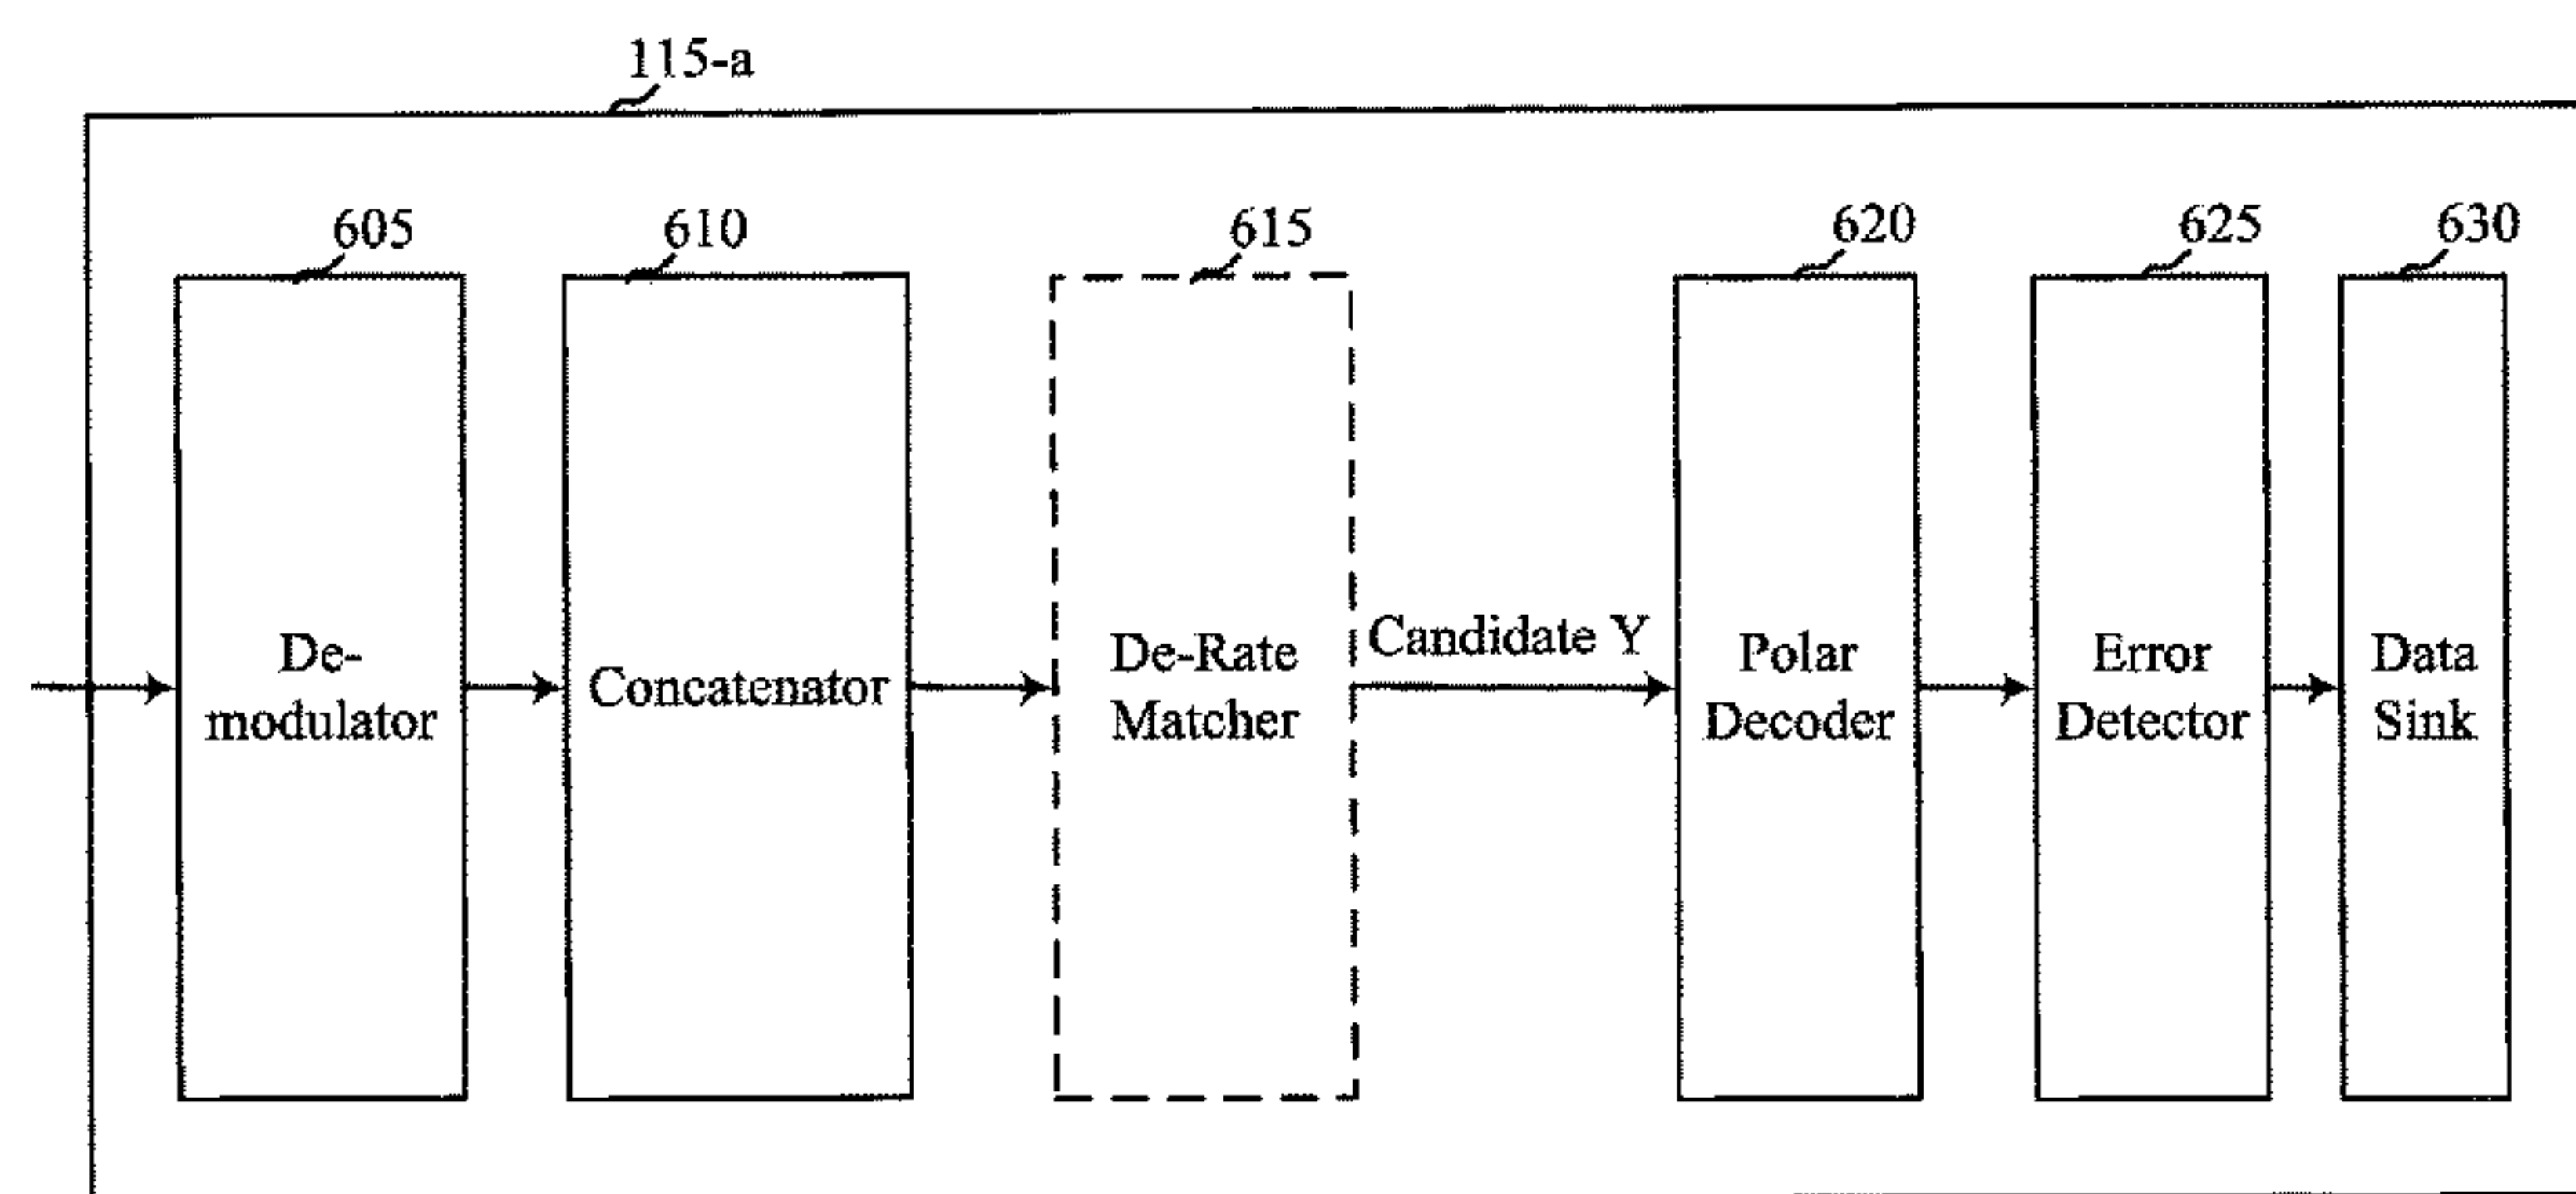 115-a
605
610
615
620
625
630
De-
modulator
Concatenator
De-Rate
Matcher
Candidate Y
Polar
Decoder
Error
Detector
Data
Sink